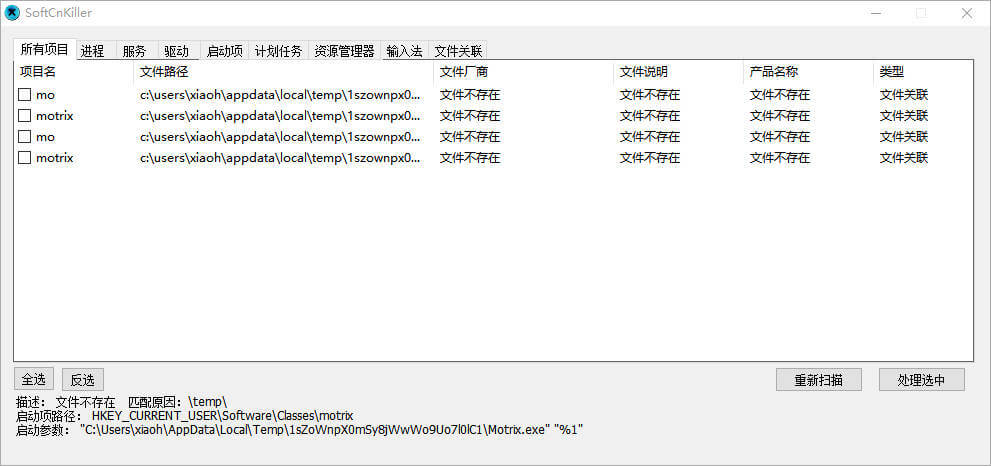 SoftCnKiller
所有项目 进程 服务 驱动 启动项 计划任务 资源管理器 输入法 文件关联
项目名 文件路径 文件厂商 文件说明 产品名称 类型
mo c:\users\xiaoh\appdata\local\temp\1szownpx0... 文件不存在 文件不存在 文件不存在 文件关联
motrix c:\users\xiaoh\appdata\local\temp\1szownpx0... 文件不存在 文件不存在 文件不存在 文件关联
mo c:\users\xiaoh\appdata\local\temp\1szownpx0... 文件不存在 文件不存在 文件不存在 文件关联
motrix c:\users\xiaoh\appdata\local\temp\1szownpx0... 文件不存在 文件不存在 文件不存在 文件关联
全选 反选 重新扫描 处理选中
描述: 文件不存在 匹配原因: \temp\
启动项路径: HKEY_CURRENT_USER\Software\Classes\motrix
启动参数: "C:\Users\xiaoh\AppData\Local\Temp\1sZoWnpX0mSy8jWwWo9Uo7l0lC1\Motrix.exe" "%1"